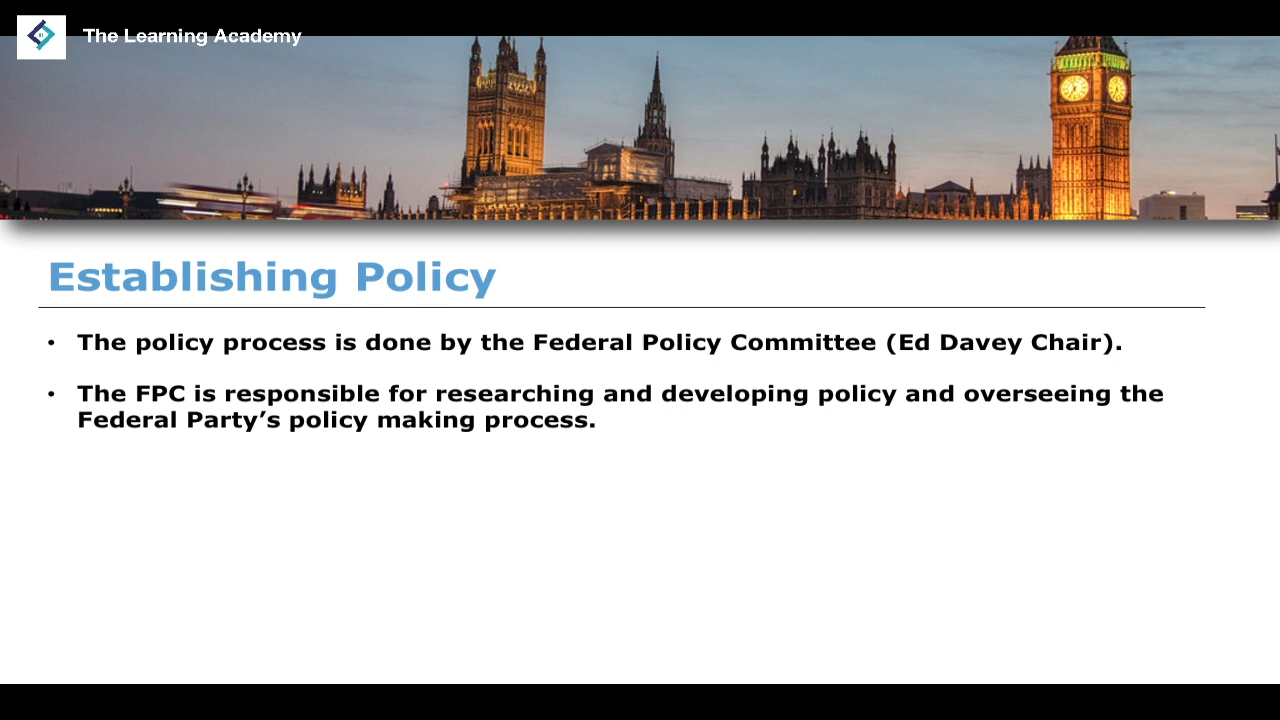 The Learning Academy
Establishing Policy
• The policy process is done by the Federal Policy Committee (Ed Davey Chair).
• The FPC is responsible for researching and developing policy and overseeing the
Federal Party’s policy making process.